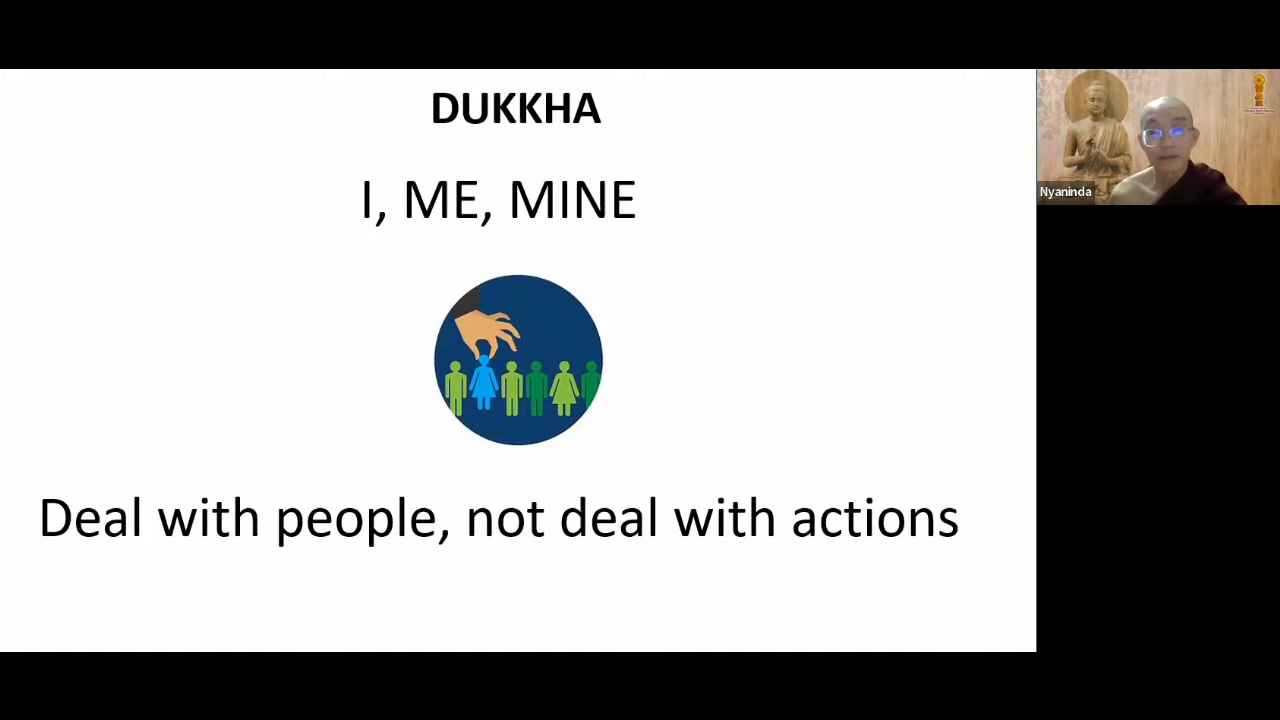 DUKKHA
I, ME, MINE
Deal with people, not deal with actions
Nyaninda